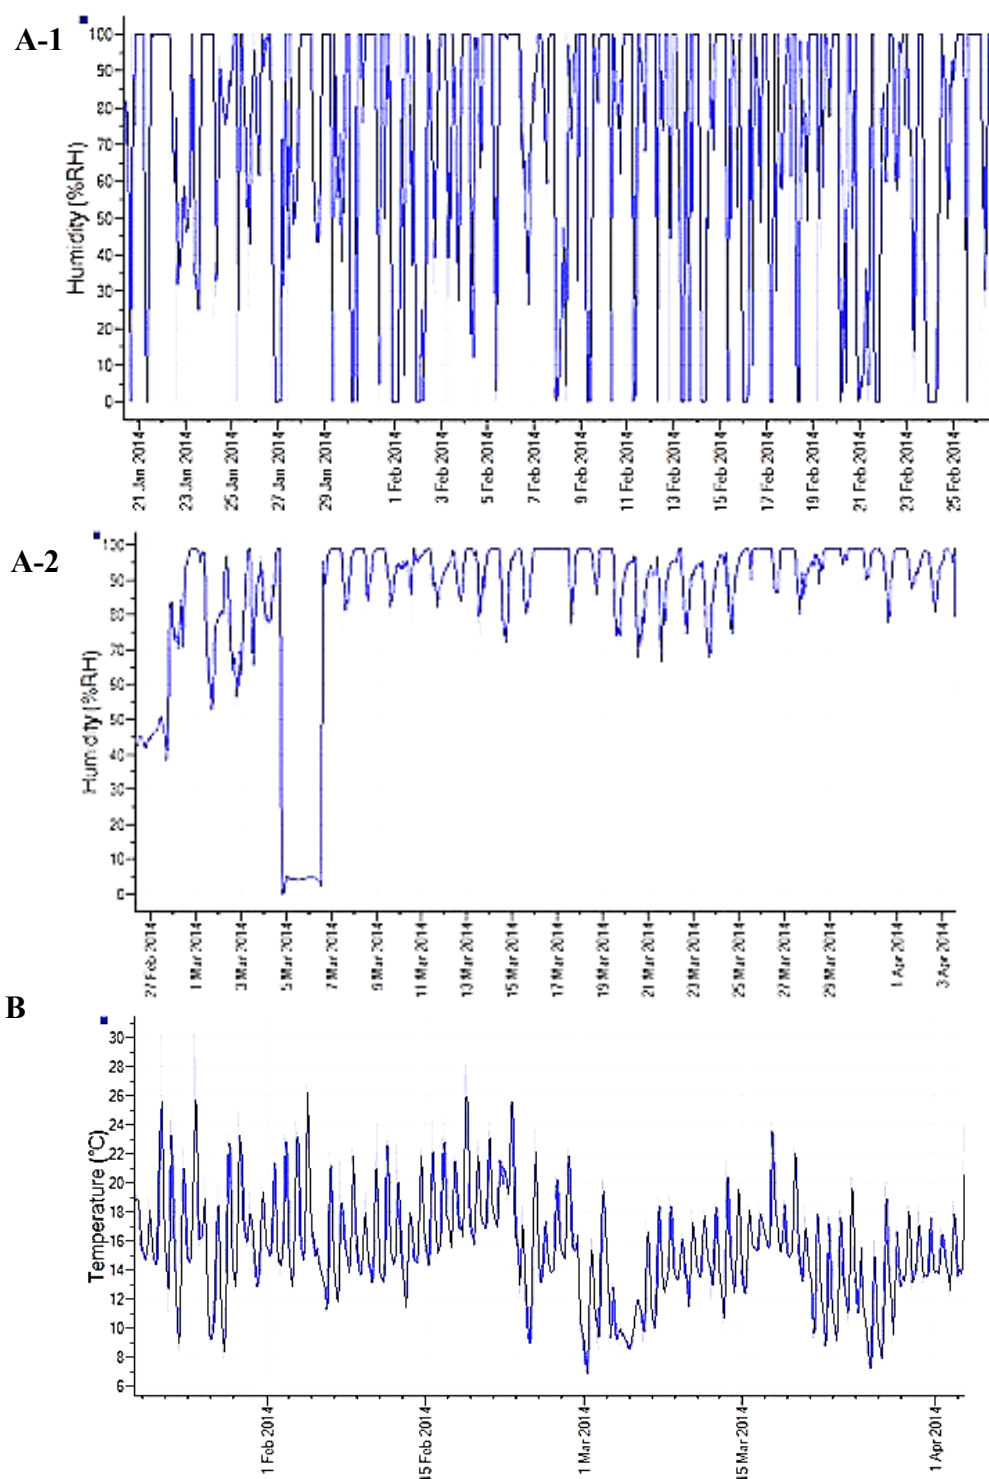 A-1
Humidity (%RH)
100
90
80
70
60
50
40
30
20
10
0
21 Jan 2014
23 Jan 2014
25 Jan 2014
27 Jan 2014
29 Jan 2014
1 Feb 2014
3 Feb 2014
5 Feb 2014
7 Feb 2014
9 Feb 2014
11 Feb 2014
13 Feb 2014
15 Feb 2014
17 Feb 2014
19 Feb 2014
21 Feb 2014
23 Feb 2014
25 Feb 2014
A-2
Humidity (%RH)
100
90
80
70
60
50
40
30
20
10
0
27 Feb 2014
1 Mar 2014
3 Mar 2014
5 Mar 2014
7 Mar 2014
9 Mar 2014
11 Mar 2014
13 Mar 2014
15 Mar 2014
17 Mar 2014
19 Mar 2014
21 Mar 2014
23 Mar 2014
25 Mar 2014
27 Mar 2014
29 Mar 2014
1 Apr 2014
3 Apr 2014
B
Temperature (°C)
30
28
26
24
22
20
18
16
14
12
10
8
6
1 Feb 2014
15 Feb 2014
1 Mar 2014
15 Mar 2014
1 Apr 2014